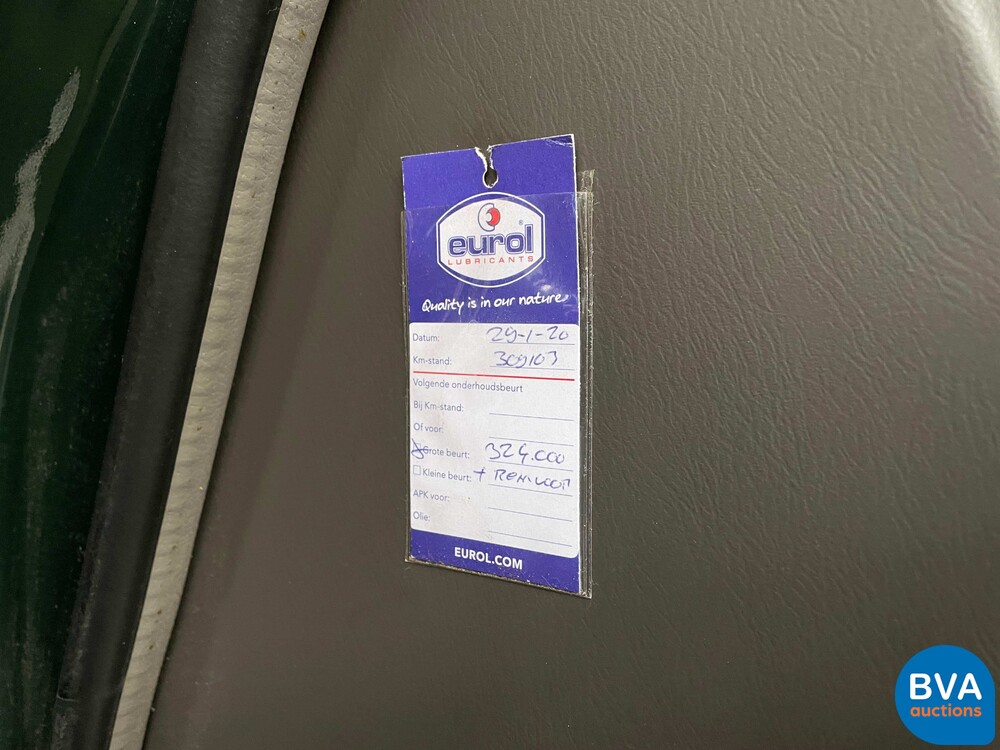 eurol®
LUBRICANTS
Quality is in our nature
Datum: 29-1-20
Km-stand: 309103
Volgende onderhoudsbeurt
Bij Km-stand:
Of voor:
Grote beurt: 324.000
Kleine beurt: +
APK voor:
Olie:
EUROL.COM
BVA
auctions